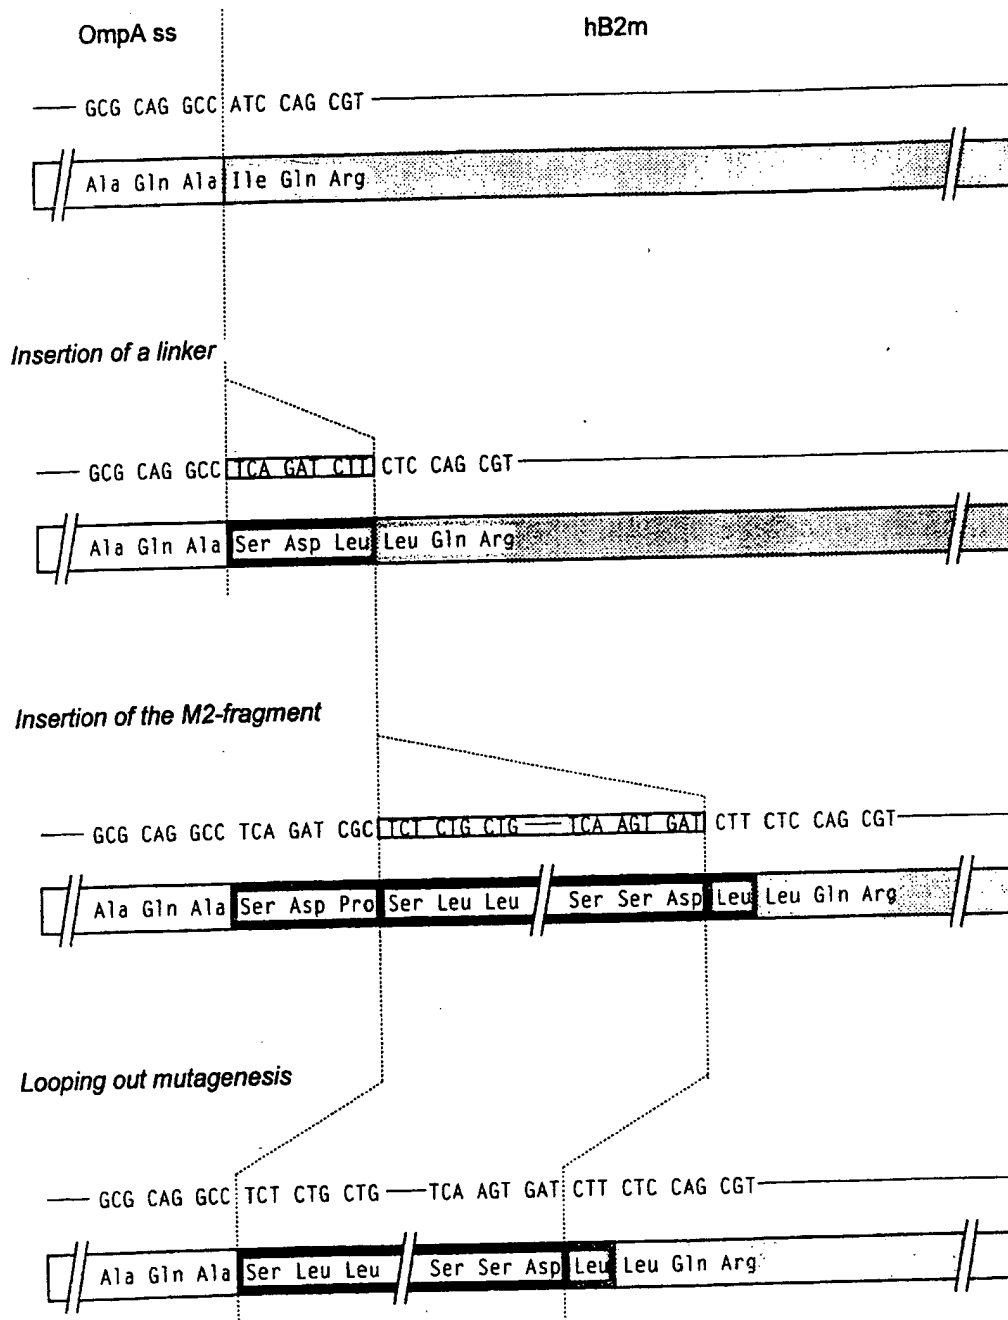 OmpA ss
hB2m
GCG CAG GCC ATC CAG CGT
Ala Gln Ala Ile Gln Arg
Insertion of a linker
GCG CAG GCC TCA GAT CTT CTC CAG CGT
Ala Gln Ala Ser Asp Leu Leu Gln Arg
Insertion of the M2-fragment
GCG CAG GCC TCA GAT CGC TCT CTG CTG TCA AGT GAT CTT CTC CAG CGT
Ala Gln Ala Ser Asp Pro Ser Leu Leu Ser Ser Asp Leu Leu Gln Arg
Looping out mutagenesis
GCG CAG GCC TCT CTG CTG TCA AGT GAT CTT CTC CAG CGT
Ala Gln Ala Ser Leu Leu Ser Ser Asp Leu Leu Gln Arg